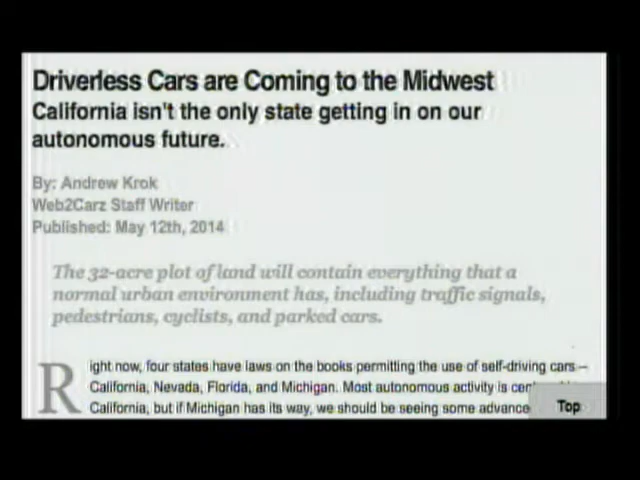 Driverless Cars are Coming to the Midwest
California isn't the only state getting in on our
autonomous future.
By: Andrew Krok
Web2Carz Staff Writer
Published: May 12th, 2014
The 32-acre plot of land will contain everything that a
normal urban environment has, including traffic signals,
pedestrians, cyclists, and parked cars.
Right now, four states have laws on the books permitting the use of self-driving cars –
California, Nevada, Florida, and Michigan. Most autonomous activity is
California, but if Michigan has its way, we should be seeing some advance
Top